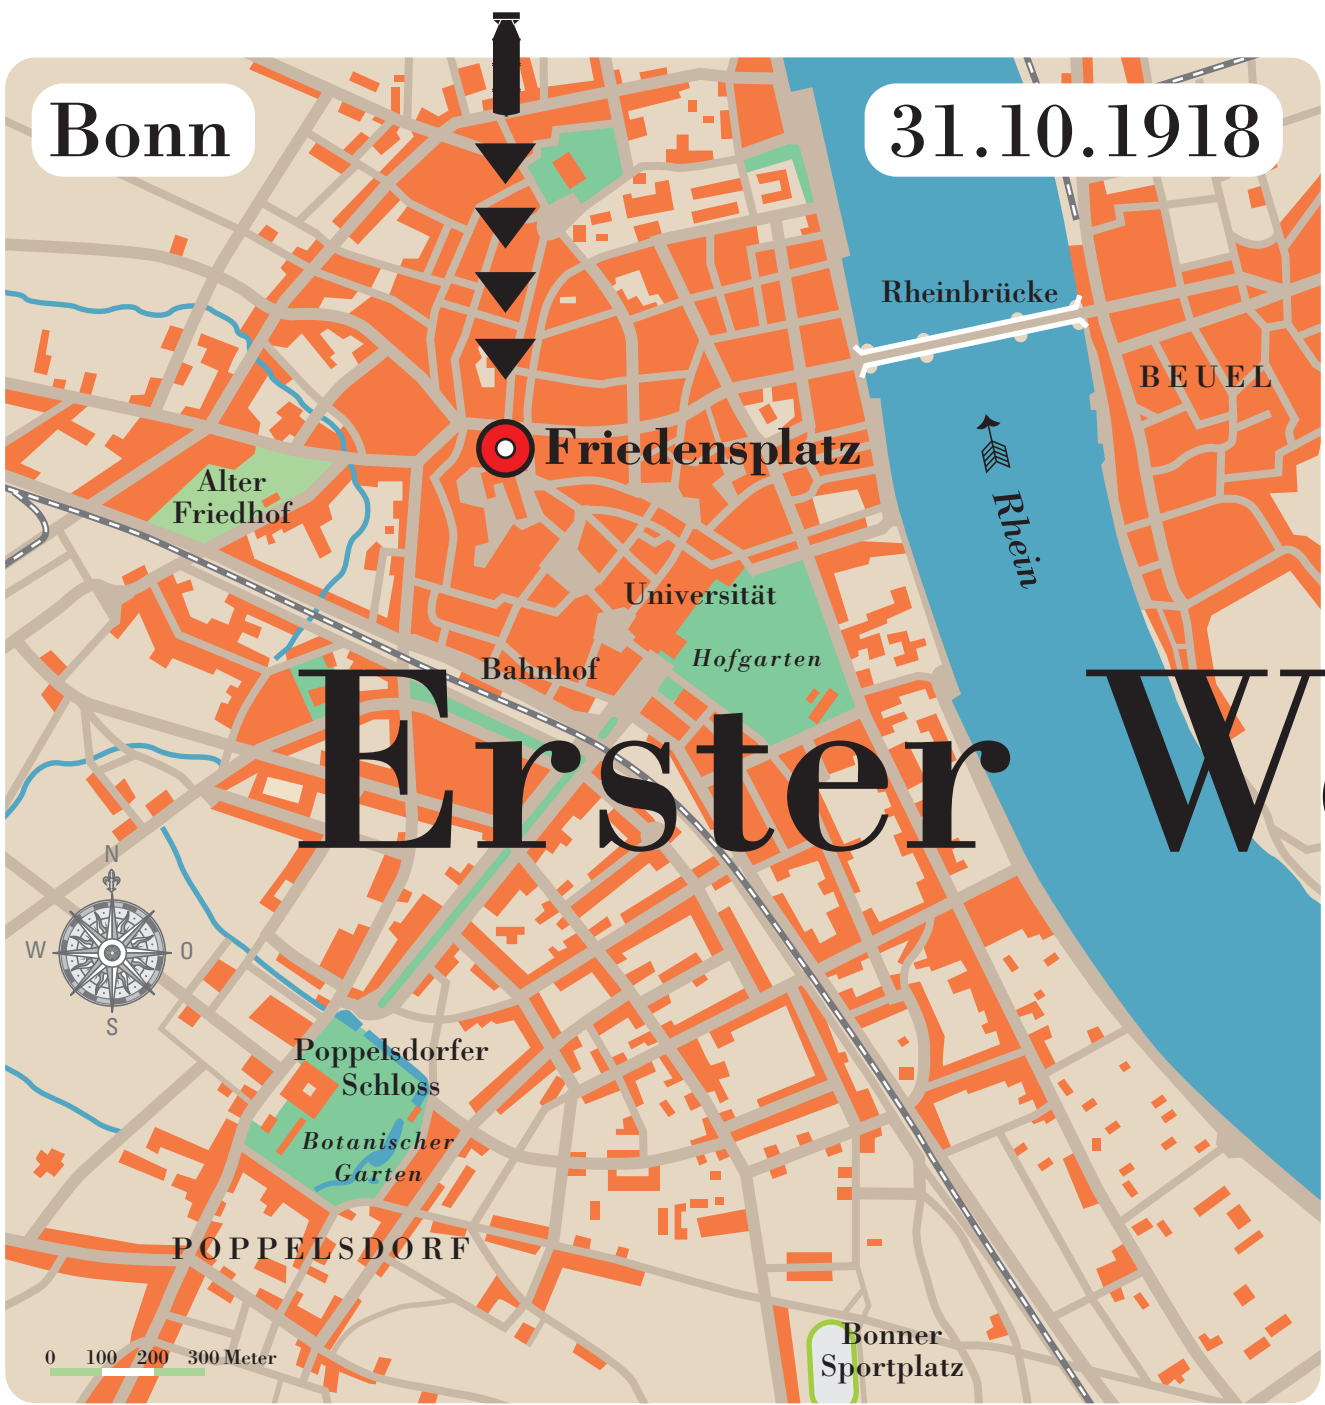 Bonn
31.10.1918
Rheinbrücke
BEUEL
Friedensplatz
Alter
Friedhof
Rhein
Universität
Hofgarten
Bahnhof
Erster We
N
W O
S
Poppelsdorfer
Schloss
Botanischer
Garten
POPPELSDORF
Bonner
Sportplatz
0 100 200 300 Meter